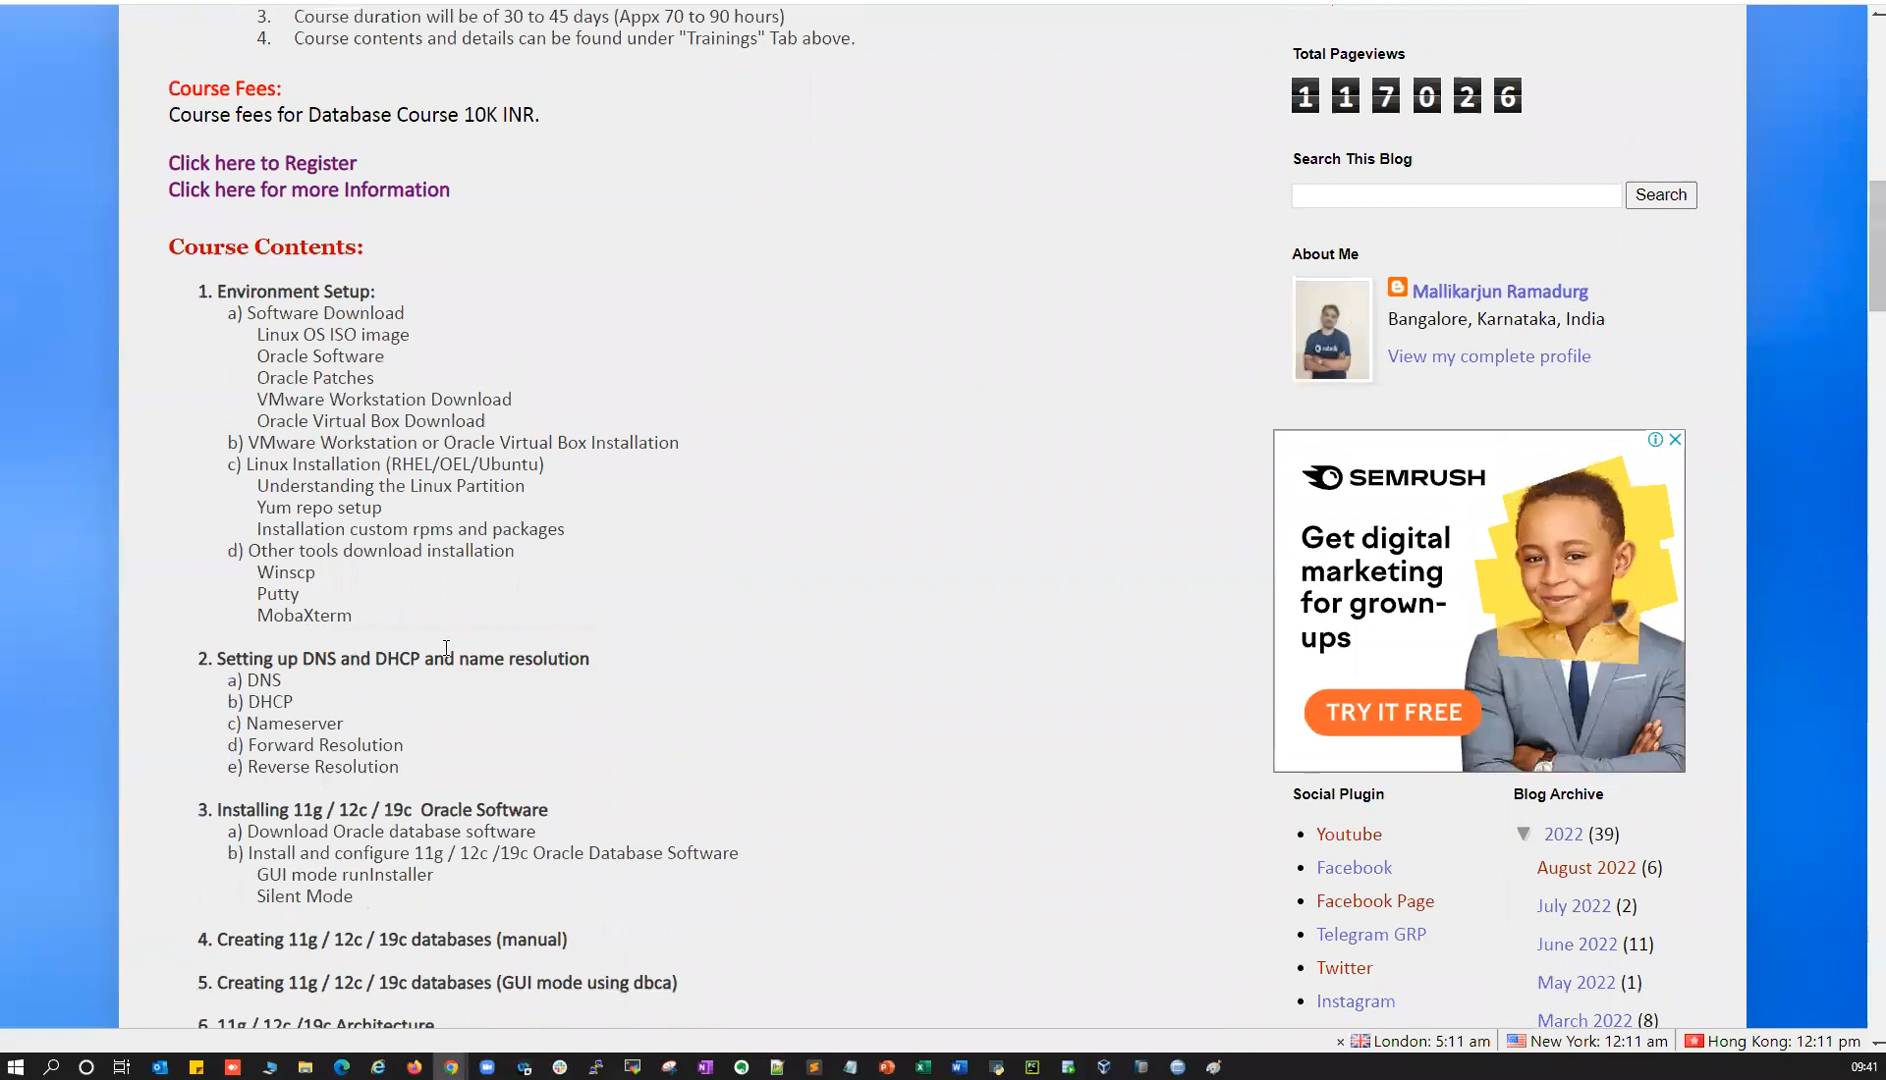 3. Course duration will be of 30 to 45 days (Appx 70 to 90 hours)
4. Course contents and details can be found under "Trainings" Tab above.
Course Fees:
Course fees for Database Course 10K INR.
Click here to Register
Click here for more Information
Course Contents:
1. Environment Setup:
a) Software Download
Linux OS ISO image
Oracle Software
Oracle Patches
VMware Workstation Download
Oracle Virtual Box Download
b) VMware Workstation or Oracle Virtual Box Installation
c) Linux Installation (RHEL/OEL/Ubuntu)
Understanding the Linux Partition
Yum repo setup
Installation custom rpms and packages
d) Other tools download installation
Winscp
Putty
MobaXterm
2. Setting up DNS and DHCP and name resolution
a) DNS
b) DHCP
c) Nameserver
d) Forward Resolution
e) Reverse Resolution
3. Installing 11g / 12c / 19c  Oracle Software
a) Download Oracle database software
b) Install and configure 11g / 12c /19c Oracle Database Software
GUI mode runInstaller
Silent Mode
4. Creating 11g / 12c / 19c databases (manual)
5. Creating 11g / 12c / 19c databases (GUI mode using dbca)
6. 11g / 12c /19c Architecture
Total Pageviews
117026
Search This Blog
Search
About Me
Mallikarjun Ramadurg
Bangalore, Karnataka, India
View my complete profile
SEMRUSH
Get digital
marketing
for grown-
ups
TRY IT FREE
Social Plugin
Youtube
Facebook
Facebook Page
Telegram GRP
Twitter
Instagram
Blog Archive
▼ 2022 (39)
August 2022 (6)
July 2022 (2)
June 2022 (11)
May 2022 (1)
March 2022 (8)
London: 5:11 am
New York: 12:11 am
Hong Kong: 12:11 pm
09:41